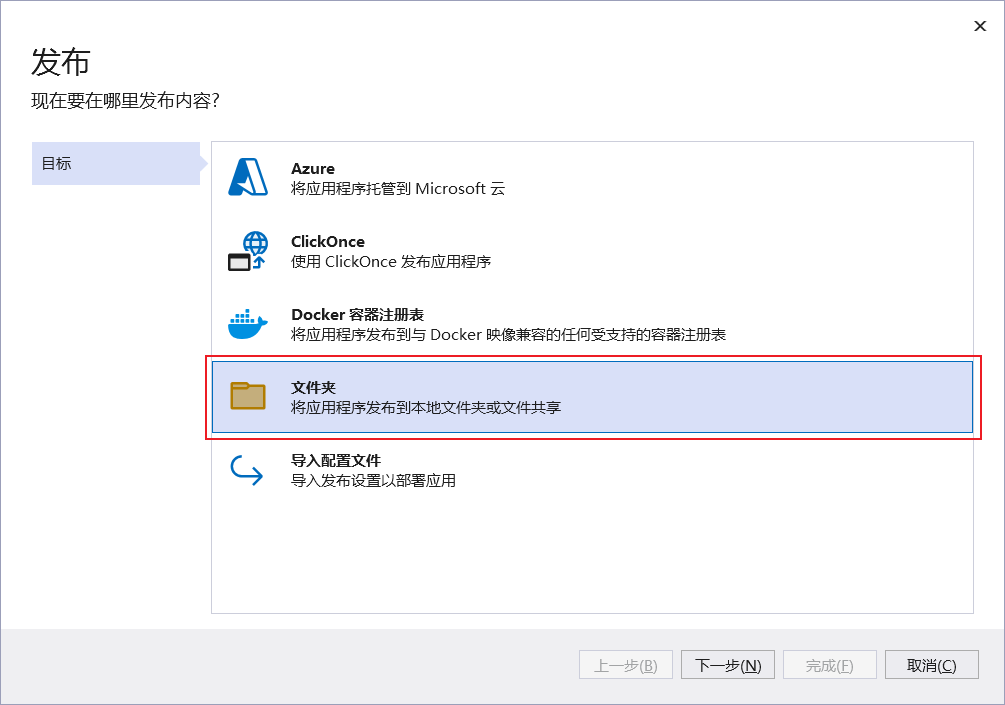 发布
现在要在哪里发布内容?
目标
Azure
将应用程序托管到 Microsoft 云
ClickOnce
使用 ClickOnce 发布应用程序
Docker 容器注册表
将应用程序发布到与 Docker 映像兼容的任何受支持的容器注册表
文件夹
将应用程序发布到本地文件夹或文件共享
导入配置文件
导入发布设置以部署应用
上一步(B)
下一步(N)
完成(F)
取消(C)